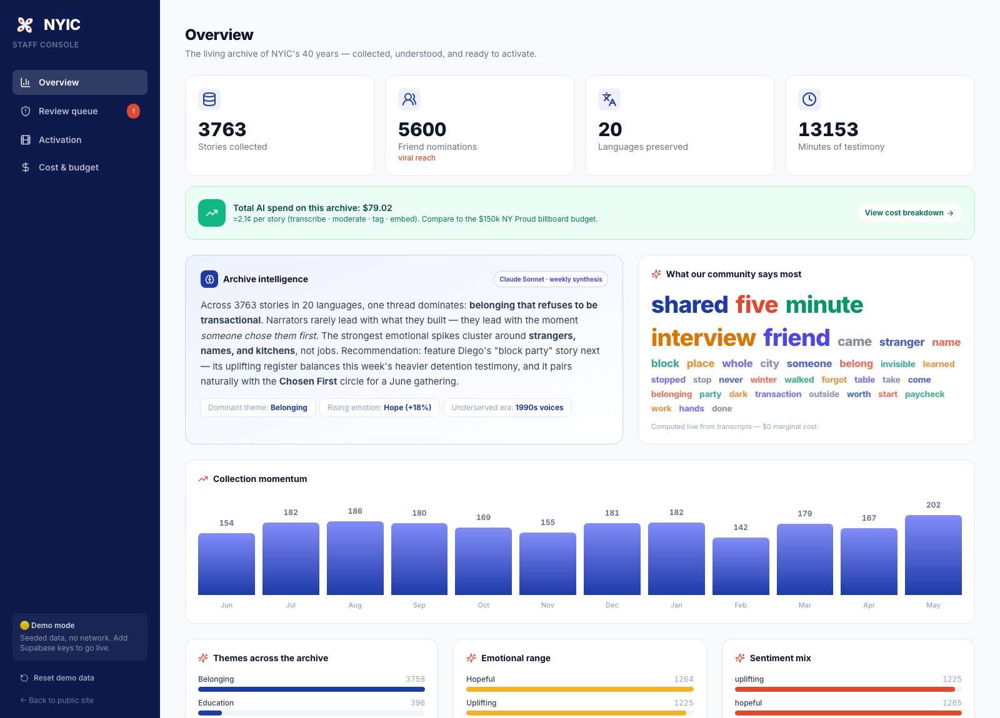 NYIC
STAFF CONSOLE
Overview
Review queue 1
Activation
Cost & budget
Demo mode
Seeded data, no network. Add
Supabase keys to go live.
Reset demo data
← Back to public site
Overview
The living archive of NYIC's 40 years — collected, understood, and ready to activate.
3763
Stories collected
5600
Friend nominations
viral reach
20
Languages preserved
13153
Minutes of testimony
Total AI spend on this archive: $79.02
≈2.1¢ per story (transcribe · moderate · tag · embed). Compare to the $150k NY Proud billboard budget.
View cost breakdown →
Archive intelligence
Claude Sonnet · weekly synthesis
Across 3763 stories in 20 languages, one thread dominates: belonging that refuses to be
transactional. Narrators rarely lead with what they built — they lead with the moment
someone chose them first. The strongest emotional spikes cluster around strangers,
names, and kitchens, not jobs. Recommendation: feature Diego's "block party" story next
— its uplifting register balances this week's heavier detention testimony, and it pairs
naturally with the Chosen First circle for a June gathering.
Dominant theme: Belonging
Rising emotion: Hope (+18%)
Underserved era: 1990s voices
What our community says most
shared five minute
interview friend came stranger name
block place whole city someone belong invisible learned
stopped stop never winter walked forgot table take come
belonging party dark transaction outside worth start paycheck
work hands done
Computed live from transcripts — $0 marginal cost.
Collection momentum
154 182 186 180 169 155 181 182 142 179 167 202
Jun Jul Aug Sep Oct Nov Dec Jan Feb Mar Apr May
Themes across the archive
Belonging 3758
Education 396
Emotional range
Hopeful 1264
Uplifting 1225
Sentiment mix
uplifting 1225
hopeful 1265